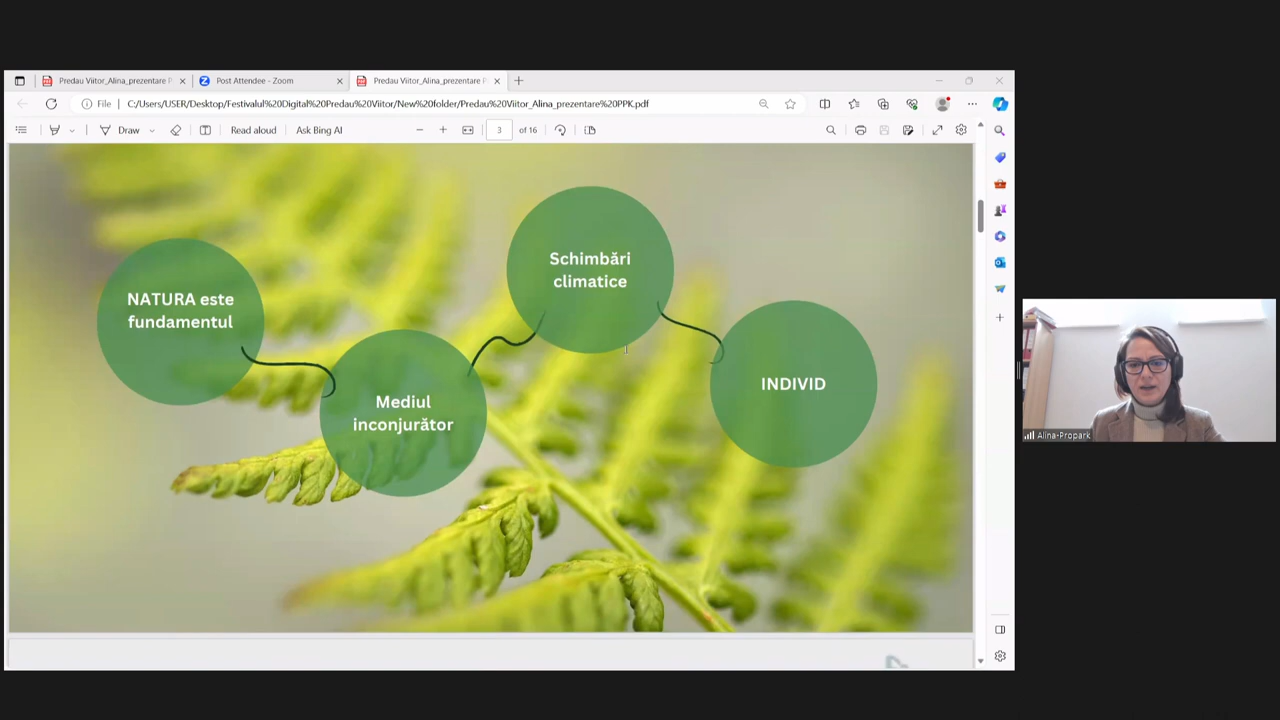 Predau Viitor_Alina_prezentare P
Post Attendee - Zoom
Predau Viitor_Alina_prezentare P
File
C:/Users/USER/Desktop/Festivalul%20Digital%20Predau%20Viitor/New%20folder/Predau%20Viitor_Alina_prezentare%20PPK.pdf
Draw
Read aloud
Ask Bing AI
3 of 16
NATURA este
fundamentul
Mediul
inconjurător
Schimbări
climatice
INDIVID
Alina-Propark